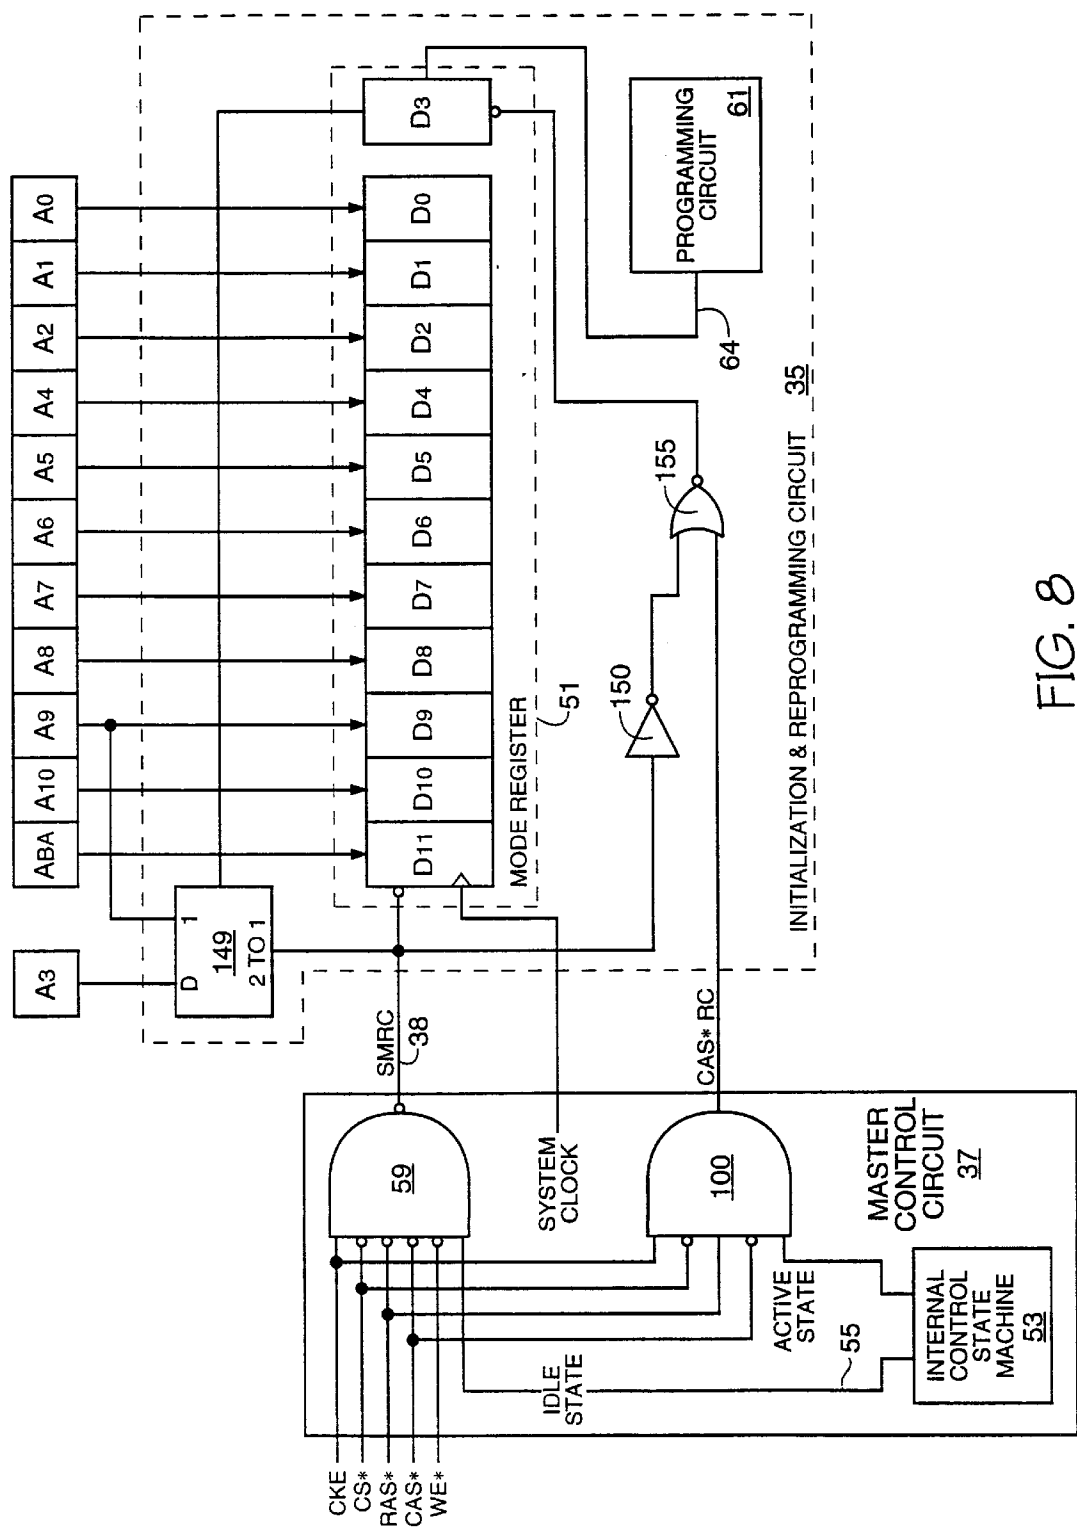 A3
ABA
A10
A9
A8
A7
A6
A5
A4
A2
A1
A0
D
1
149
2 TO 1
D11
D10
D9
D8
D7
D6
D5
D4
D2
D1
D0
D3
MODE REGISTER
51
SMRC
38
CKE
CS*
RAS*
CAS*
WE*
59
SYSTEM
CLOCK
100
CAS* RC
IDLE
STATE
ACTIVE
STATE
55
INTERNAL
CONTROL
STATE
MACHINE
53
MASTER
CONTROL
CIRCUIT
37
150
155
64
PROGRAMMING
CIRCUIT
61
INITIALIZATION & REPROGRAMMING CIRCUIT
35
FIG. 8